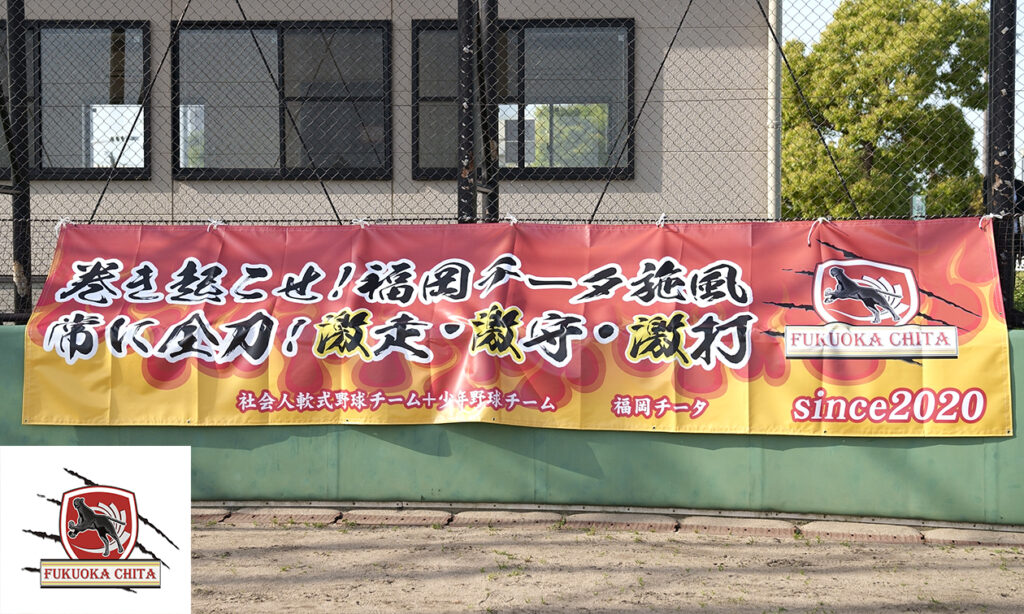 巻き起こせ!福岡チータ旋風
常に全力!激走・激守・激打
FUKUOKA CHITA
社会人軟式野球チーム+少年野球チーム 福岡チータ
since2020
FUKUOKA CHITA